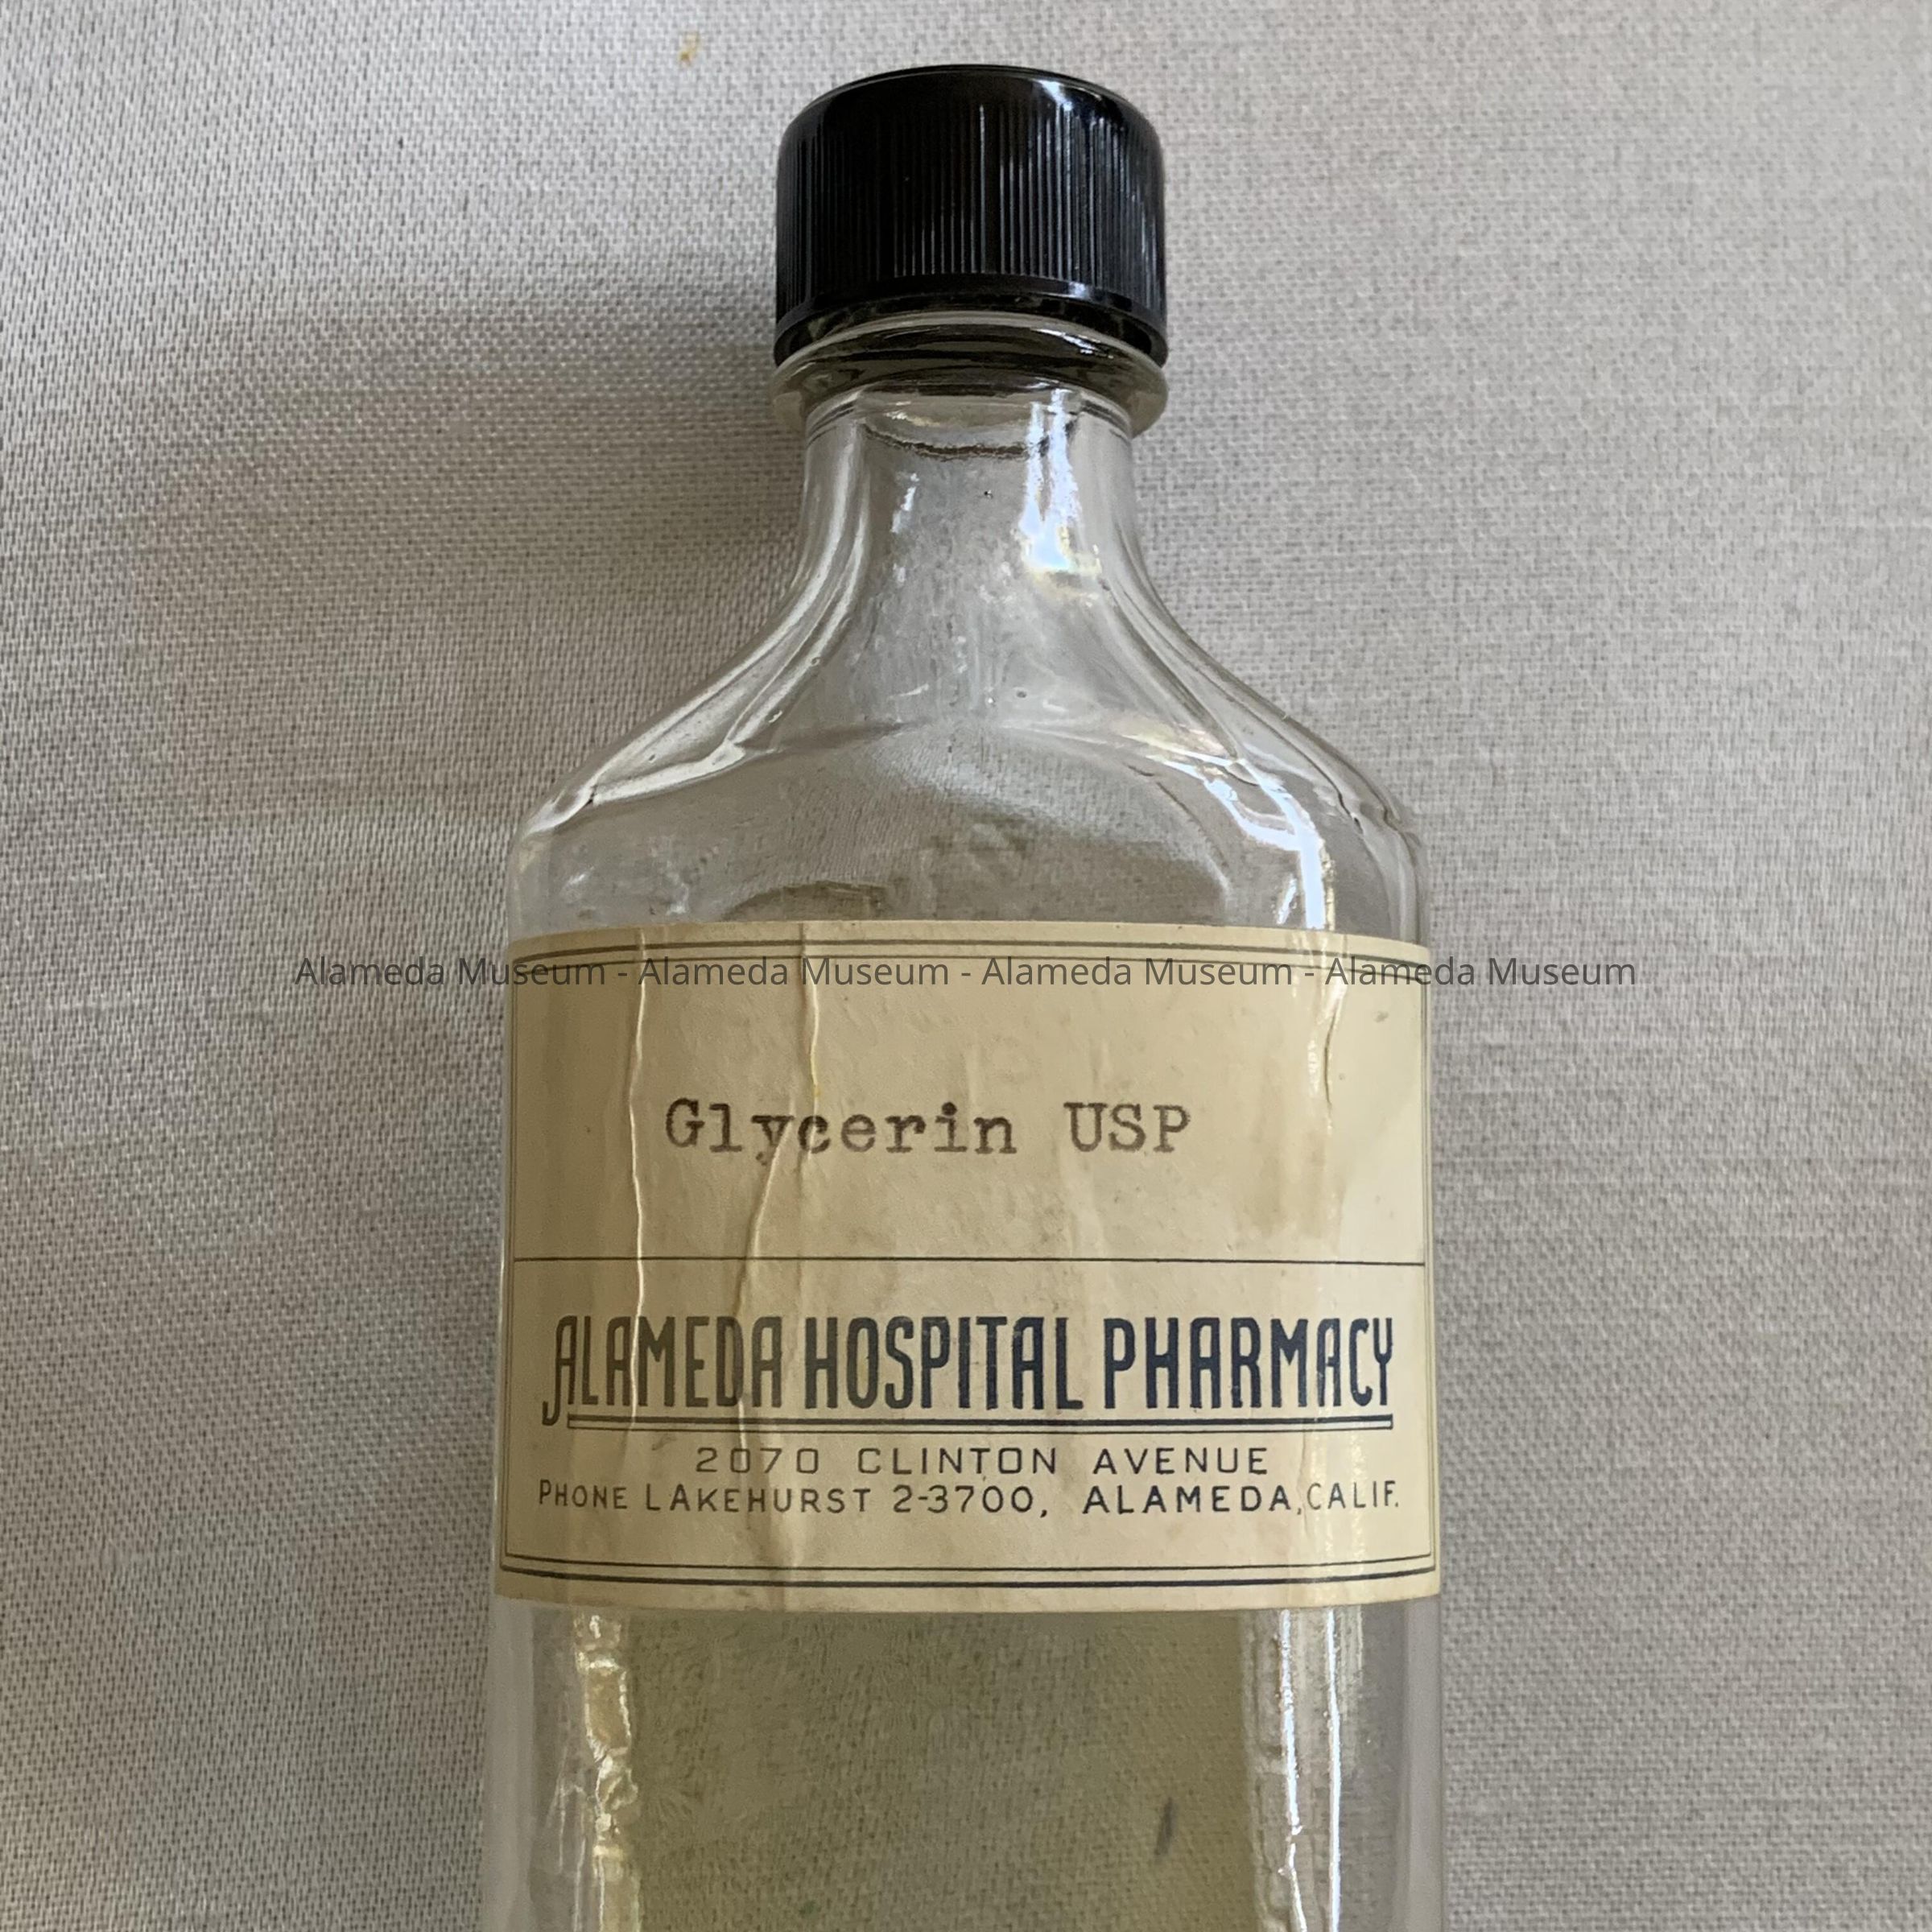 Alameda Museum - Alameda Museum - Alameda Museum - Alameda Museum
Glycerin USP
ALAMEDA HOSPITAL PHARMACY
2070 CLINTON AVENUE
PHONE LAKEHURST 2-3700, ALAMEDA, CALIF.